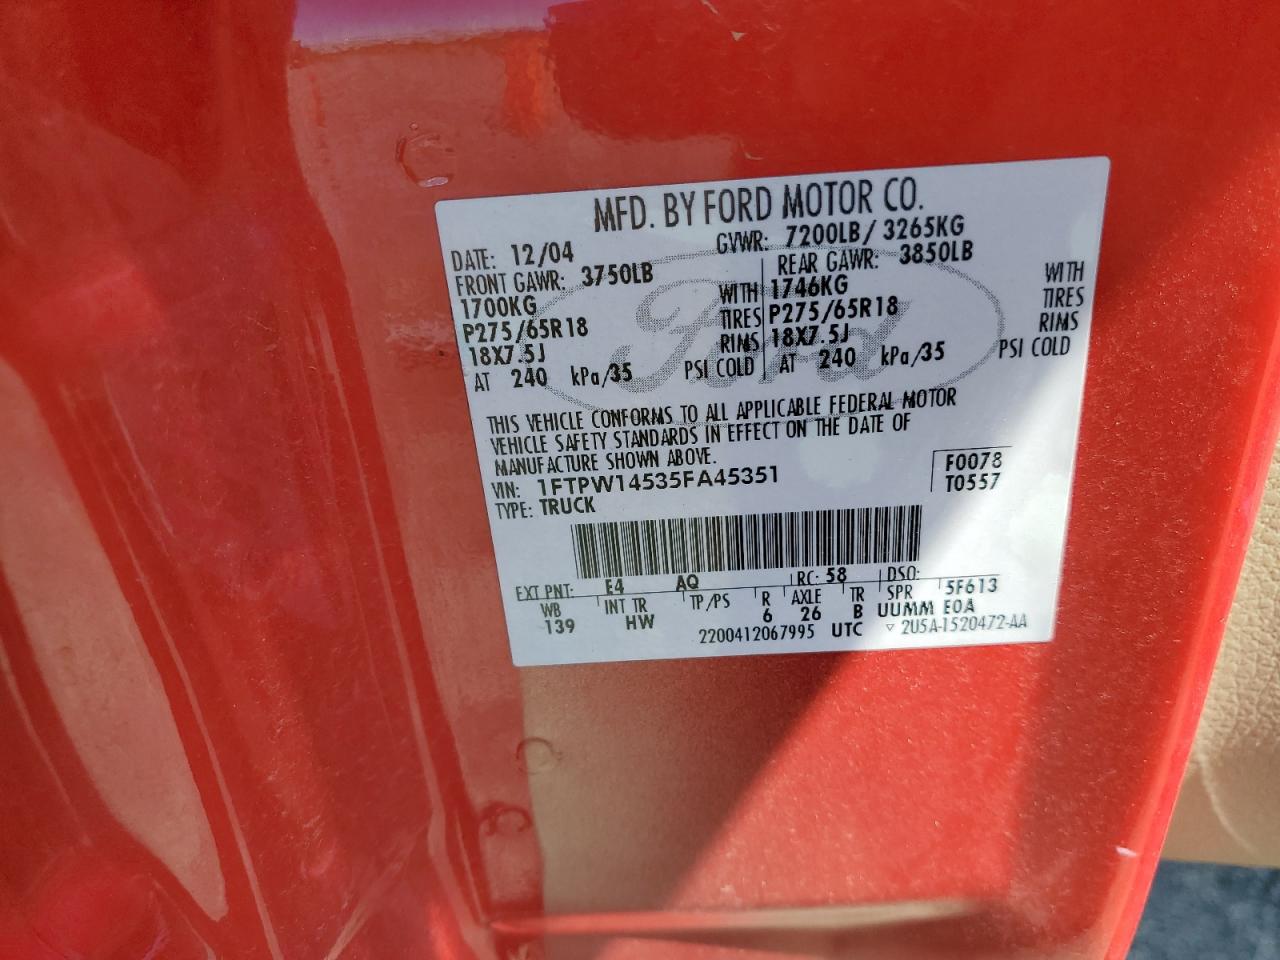 MFD. BY FORD MOTOR CO.
DATE: 12/04 GVWR: 7200LB/ 3265KG
FRONT GAWR: 3750LB REAR GAWR: 3850LB
1700KG WITH 1746KG WITH
P275/65R18 TIRES P275/65R18 TIRES
18X7.5J RIMS 18X7.5J RIMS
AT 240 kPa/35 PSI COLD AT 240 kPa/35 PSI COLD
Ford
THIS VEHICLE CONFORMS TO ALL APPLICABLE FEDERAL MOTOR
VEHICLE SAFETY STANDARDS IN EFFECT ON THE DATE OF
MANUFACTURE SHOWN ABOVE.
VIN: 1FTPW14535FA45351 F0078
TYPE: TRUCK T0557
EXT PNT: E4 AQ RC: 58 DSO:
WB INT TR TP/PS R AXLE TR SPR 5F613
139 HW 6 26 B UUMM E0A
2200412067995 UTC ▽ 2U5A-1520472-AA